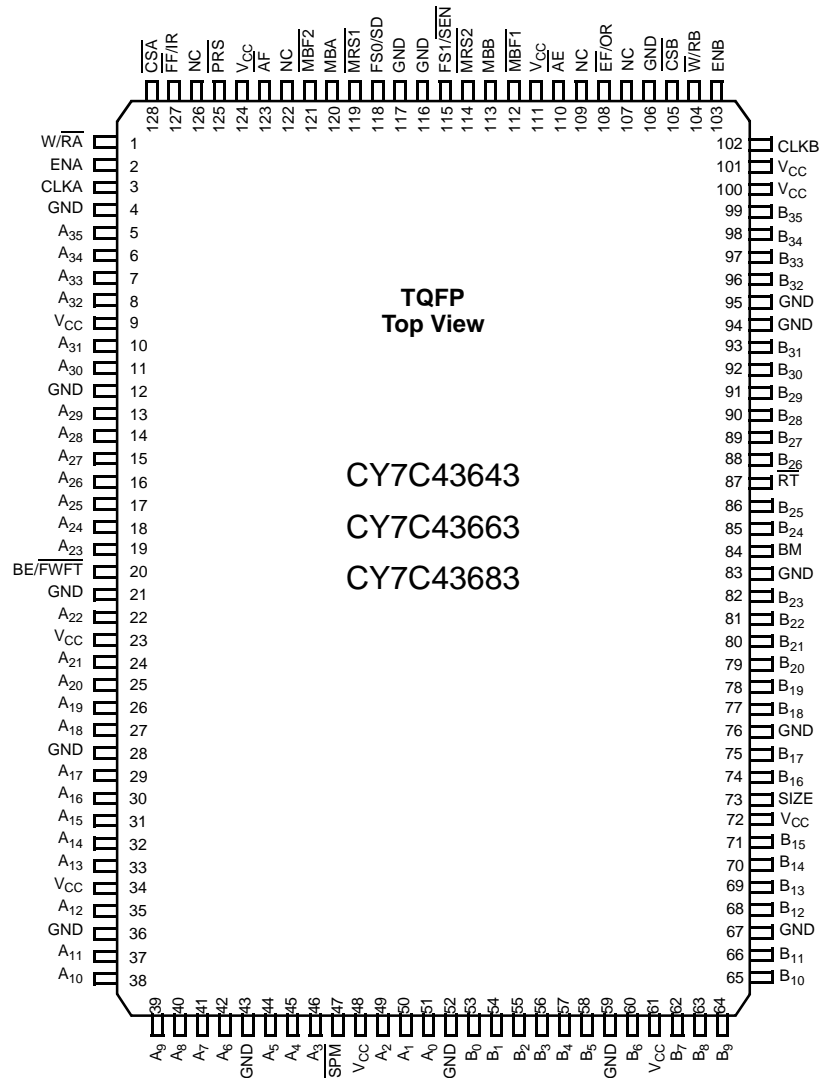 CSA FF/IR NC PRS VCC AF NC MBF2 MBA MRS1 FS0/SD GND GND FS1/SEN MRS2 MBB MBF1 VCC AE NC EF/OR NC GND CSB W/RB ENB
128 127 126 125 124 123 122 121 120 119 118 117 116 115 114 113 112 111 110 109 108 107 106 105 104 103
W/RA 1
ENA 2
CLKA 3
GND 4
A35 5
A34 6
A33 7
A32 8
VCC 9
A31 10
A30 11
GND 12
A29 13
A28 14
A27 15
A26 16
A25 17
A24 18
A23 19
BE/FWFT 20
GND 21
A22 22
VCC 23
A21 24
A20 25
A19 26
A18 27
GND 28
A17 29
A16 30
A15 31
A14 32
A13 33
VCC 34
A12 35
GND 36
A11 37
A10 38
TQFP
Top View
CY7C43643
CY7C43663
CY7C43683
102 CLKB
101 VCC
100 VCC
99 B35
98 B34
97 B33
96 B32
95 GND
94 GND
93 B31
92 B30
91 B29
90 B28
89 B27
88 B26
87 RT
86 B25
85 B24
84 BM
83 GND
82 B23
81 B22
80 B21
79 B20
78 B19
77 B18
76 GND
75 B17
74 B16
73 SIZE
72 VCC
71 B15
70 B14
69 B13
68 B12
67 GND
66 B11
65 B10
39 40 41 42 43 44 45 46 47 48 49 50 51 52 53 54 55 56 57 58 59 60 61 62 63 64
A9 A8 A7 A6 GND A5 A4 A3 SPM VCC A2 A1 A0 GND B0 B1 B2 B3 B4 B5 GND B6 VCC B7 B8 B9